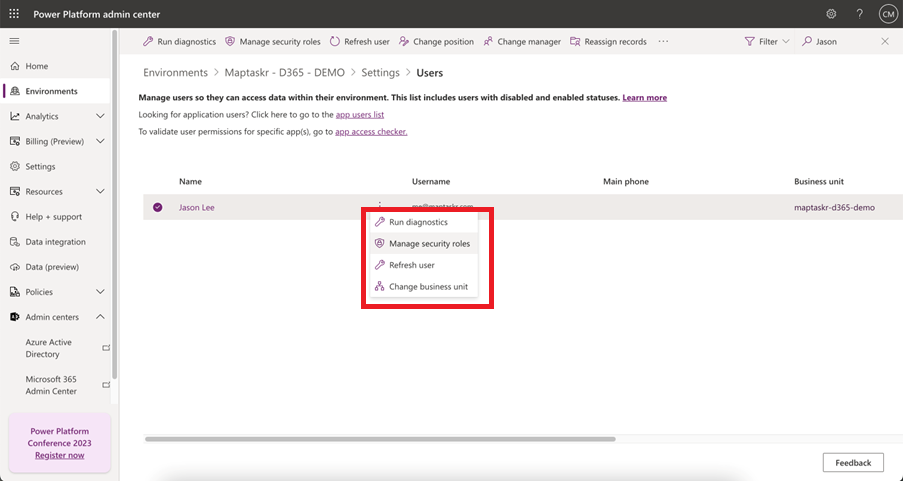 Power Platform admin center
?
CM
Run diagnostics
Manage security roles
Refresh user
Change position
Change manager
Reassign records
...
Filter
Jason
Home
Environments
Analytics
Billing (Preview)
Settings
Resources
Help + support
Data integration
Data (preview)
Policies
Admin centers
Azure Active
Directory
Microsoft 365
Admin Center
Power Platform
Conference 2023
Register now
Environments > Maptaskr - D365 - DEMO > Settings > Users
Manage users so they can access data within their environment. This list includes users with disabled and enabled statuses. Learn more
Looking for application users? Click here to go to the app users list
To validate user permissions for specific app(s), go to app access checker.
Name Username Main phone Business unit
Jason Lee me@maptaskr.com maptaskr-d365-demo
Run diagnostics
Manage security roles
Refresh user
Change business unit
Feedback